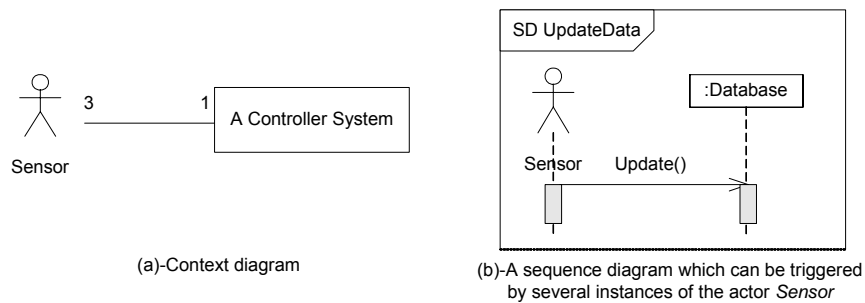 3
1
A Controller System
Sensor
(a)-Context diagram
SD UpdateData
:Database
Sensor
Update()
(b)-A sequence diagram which can be triggered
by several instances of the actor Sensor